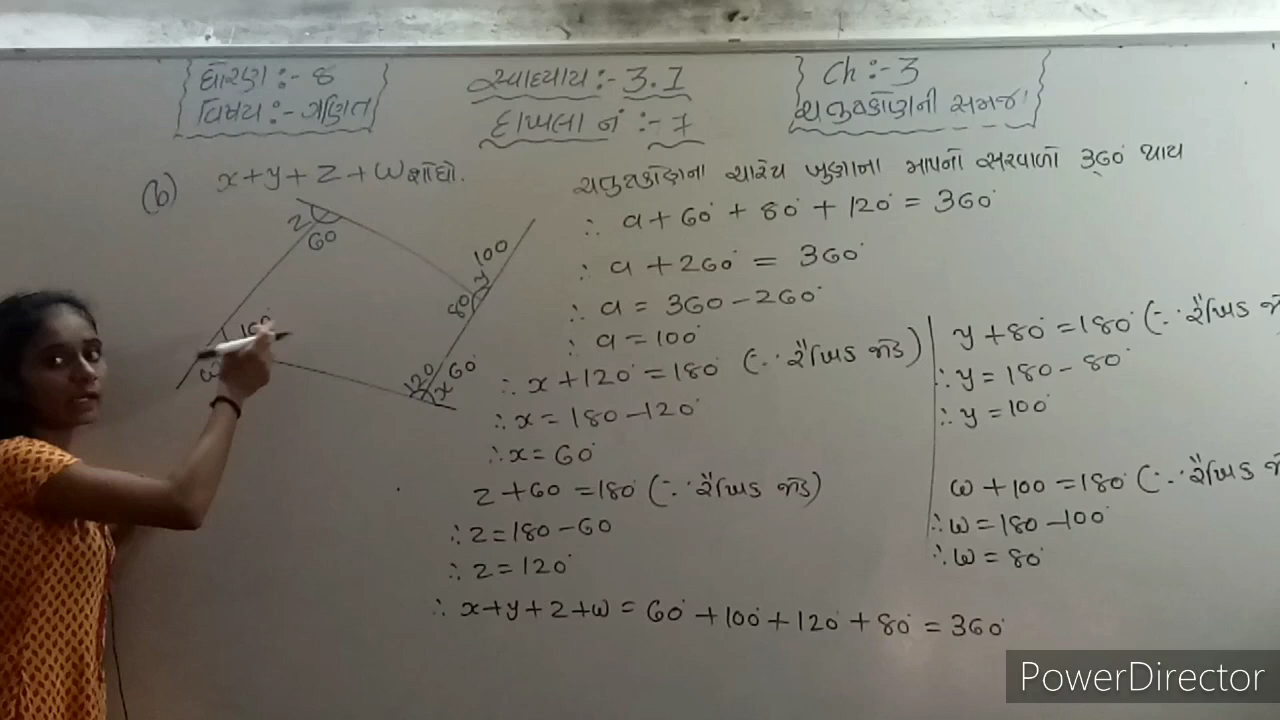 ધોરણ :- 8
વિષય :- ગણિત
સ્વાધ્યાય :- 3.1
દાખલા નં :- 7
Ch :- 3
ચતુષ્કોણની સમજ
(b) x+y+z+w શોધો.
z
60
100
y
80
120
x 60°
w
ચતુષ્કોણના ચારેય ખુણાના માપનો સરવાળો 360° થાય
∴ a + 60° + 80° + 120° = 360°
∴ a + 260° = 360°
∴ a = 360 - 260°
∴ a = 100°
∴ x + 120° = 180° (∵ રૈખિક જોડ)
∴ x = 180 - 120°
∴ x = 60°
z + 60 = 180° (∵ રૈખિક જોડ)
∴ z = 180 - 60
∴ z = 120°
y + 80° = 180° (∵ રૈખિક
∴ y = 180 - 80°
∴ y = 100°
w + 100 = 180° (∵ રૈખિક
∴ w = 180 - 100°
∴ w = 80°
∴ x+y+z+w = 60° + 100° + 120° + 80° = 360°
PowerDirector